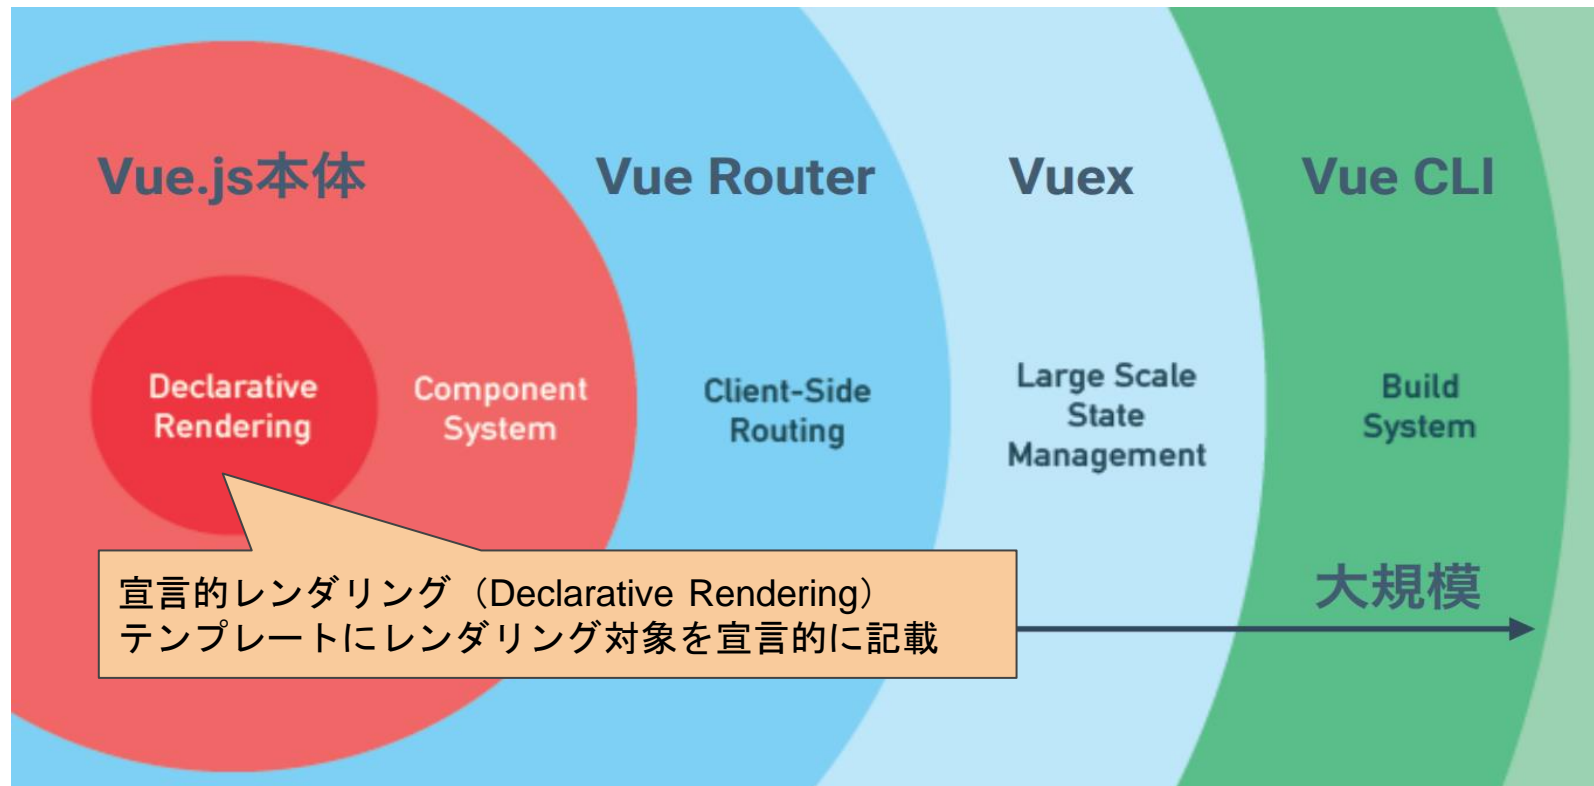 Vue.js本体
Vue Router
Vuex
Vue CLI
Declarative
Rendering
Component
System
Client-Side
Routing
Large Scale
State
Management
Build
System
宣言的レンダリング（Declarative Rendering）
テンプレートにレンダリング対象を宣言的に記載
大規模